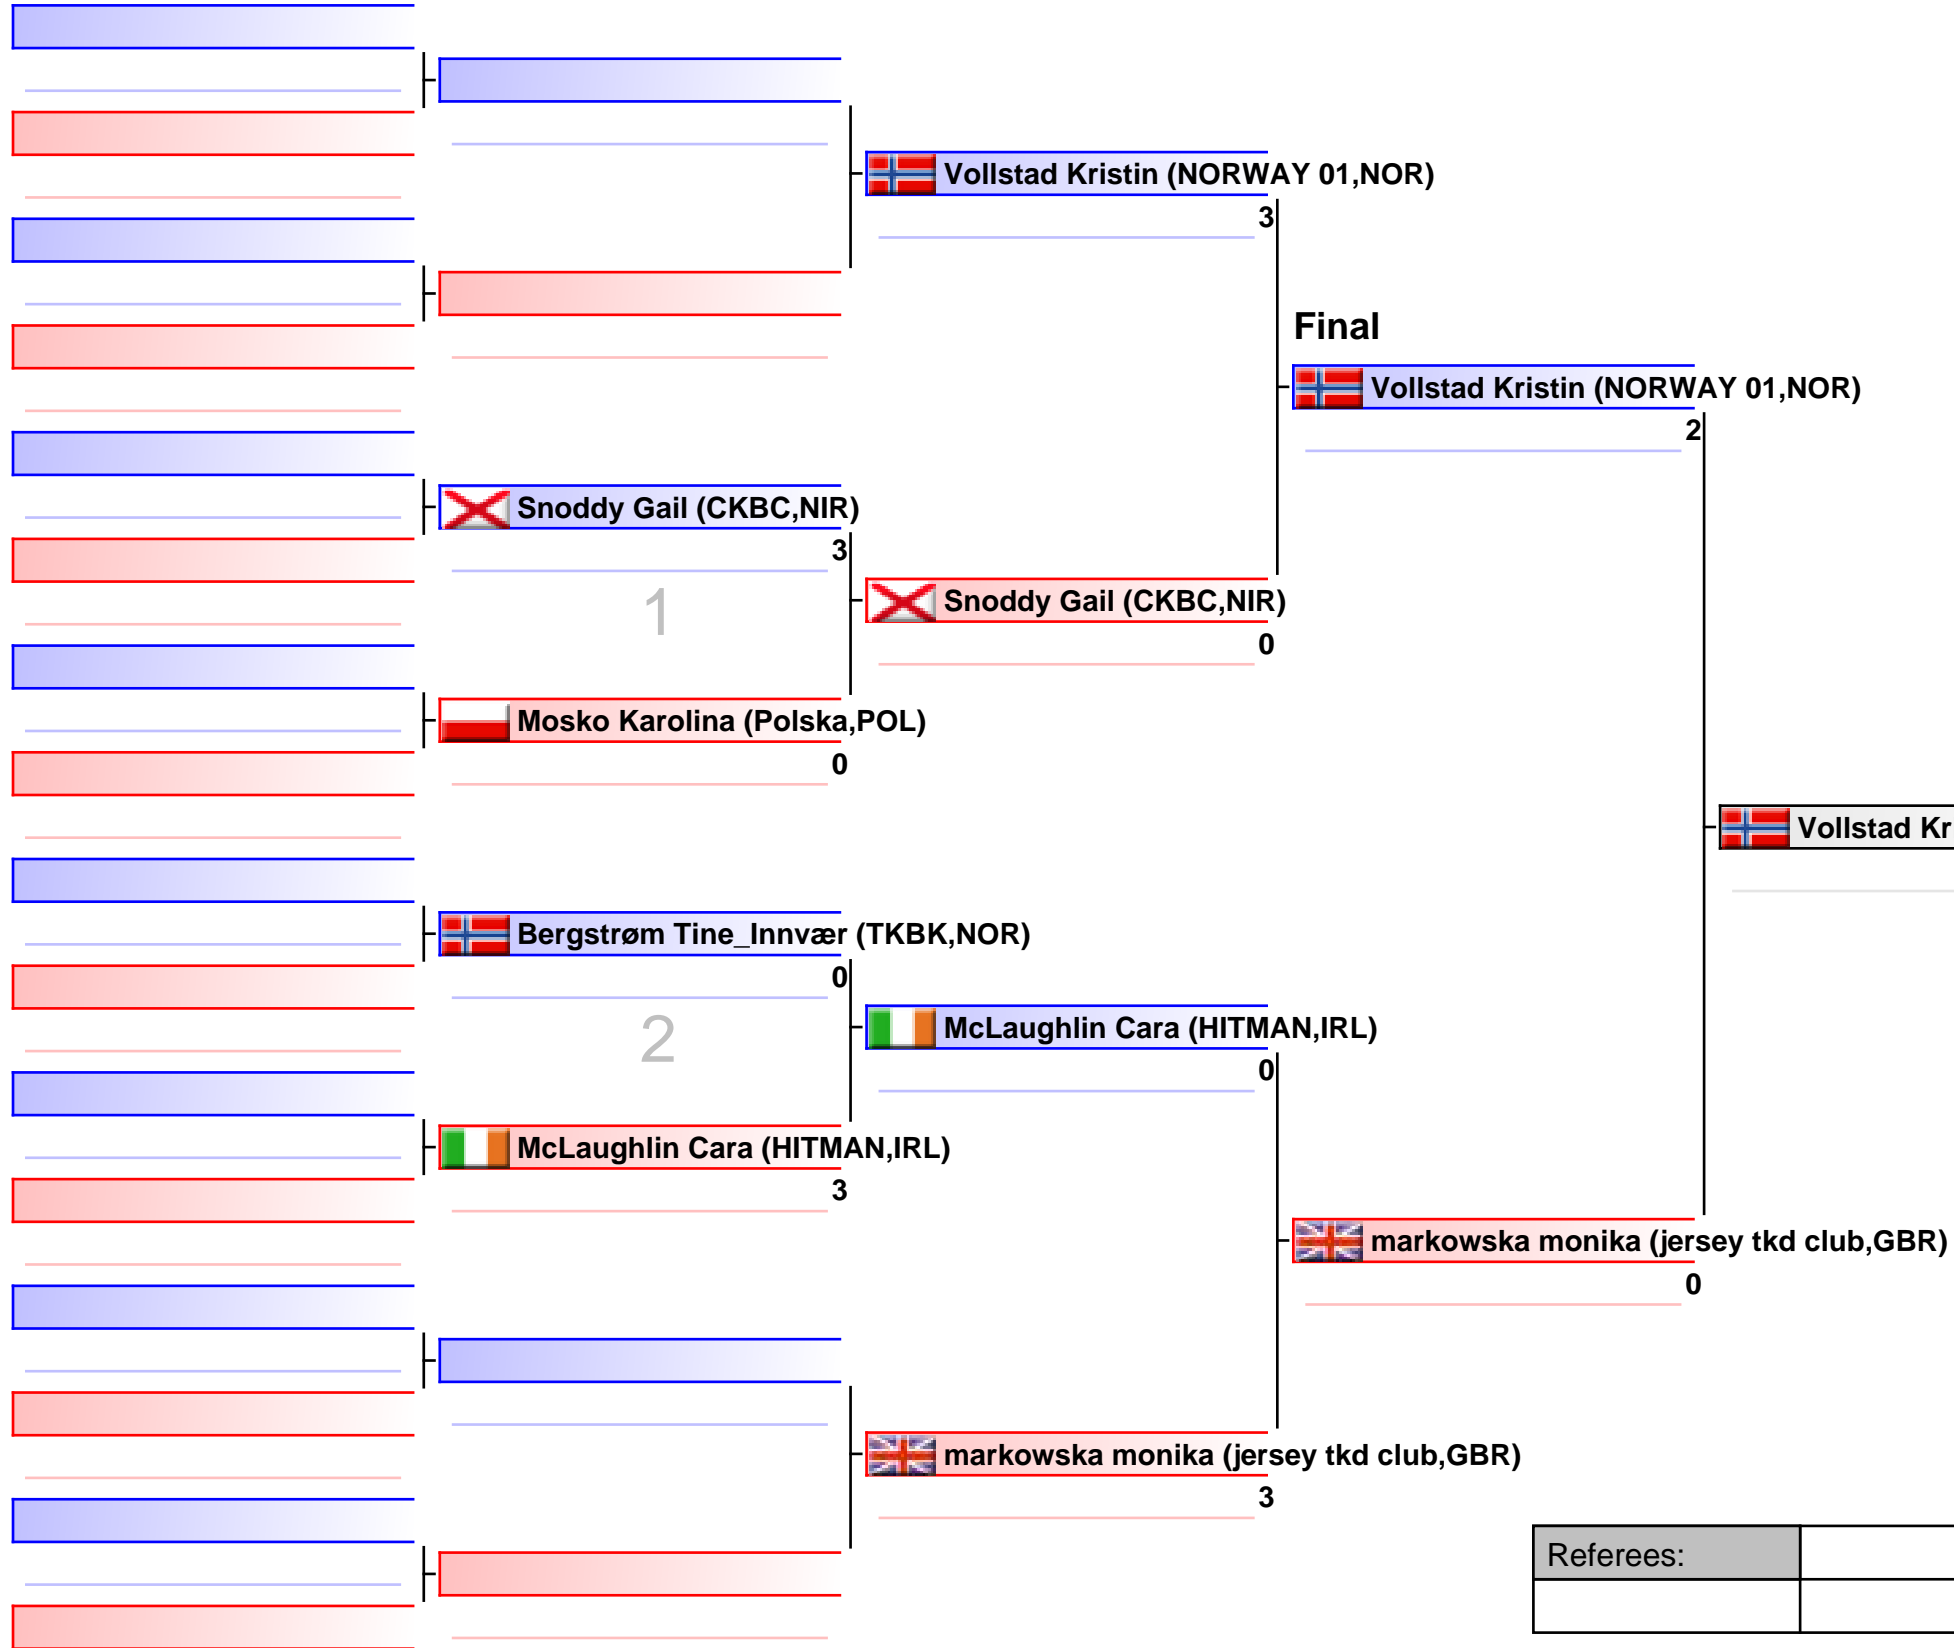 Vollstad Kristin (NORWAY 01,NOR)
3
Final
Vollstad Kristin (NORWAY 01,NOR)
2
Snoddy Gail (CKBC,NIR)
3
1
Snoddy Gail (CKBC,NIR)
0
Mosko Karolina (Polska,POL)
0
Vollstad Kr
Bergstrøm Tine_Innvær (TKBK,NOR)
0
2
McLaughlin Cara (HITMAN,IRL)
0
McLaughlin Cara (HITMAN,IRL)
3
markowska monika (jersey tkd club,GBR)
0
markowska monika (jersey tkd club,GBR)
3
Referees: